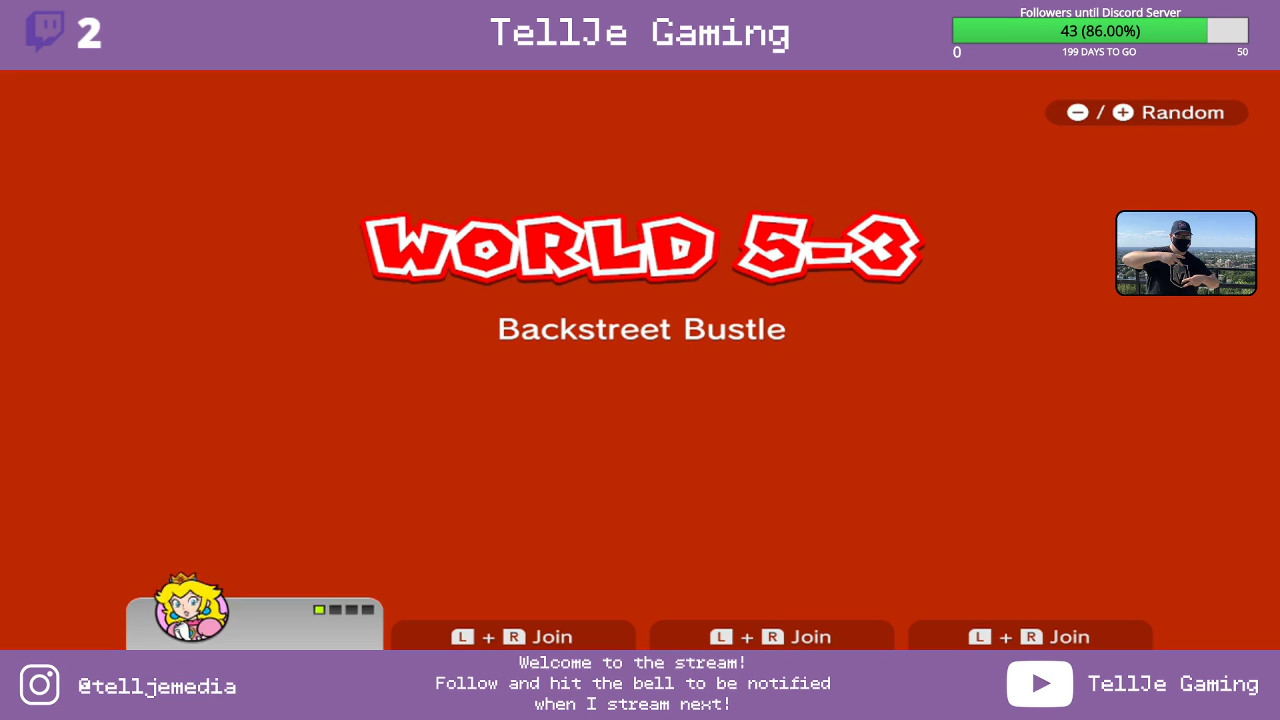 2
TellJe Gaming
Followers until Discord Server
43 (86.00%)
0
199 DAYS TO GO
50
- / + Random
WORLD 5-3
Backstreet Bustle
L + R Join
L + R Join
L + R Join
@telljemedia
Welcome to the stream!
Follow and hit the bell to be notified
when I stream next!
TellJe Gaming